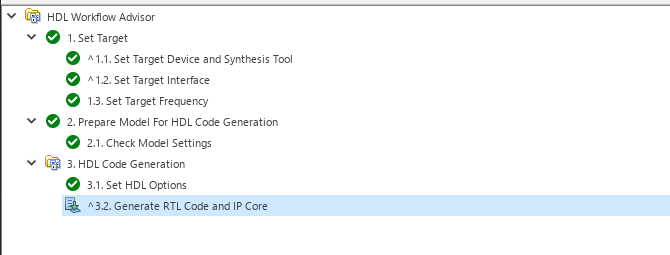 HDL Workflow Advisor
1. Set Target
^1.1. Set Target Device and Synthesis Tool
^1.2. Set Target Interface
1.3. Set Target Frequency
2. Prepare Model For HDL Code Generation
2.1. Check Model Settings
3. HDL Code Generation
3.1. Set HDL Options
^3.2. Generate RTL Code and IP Core